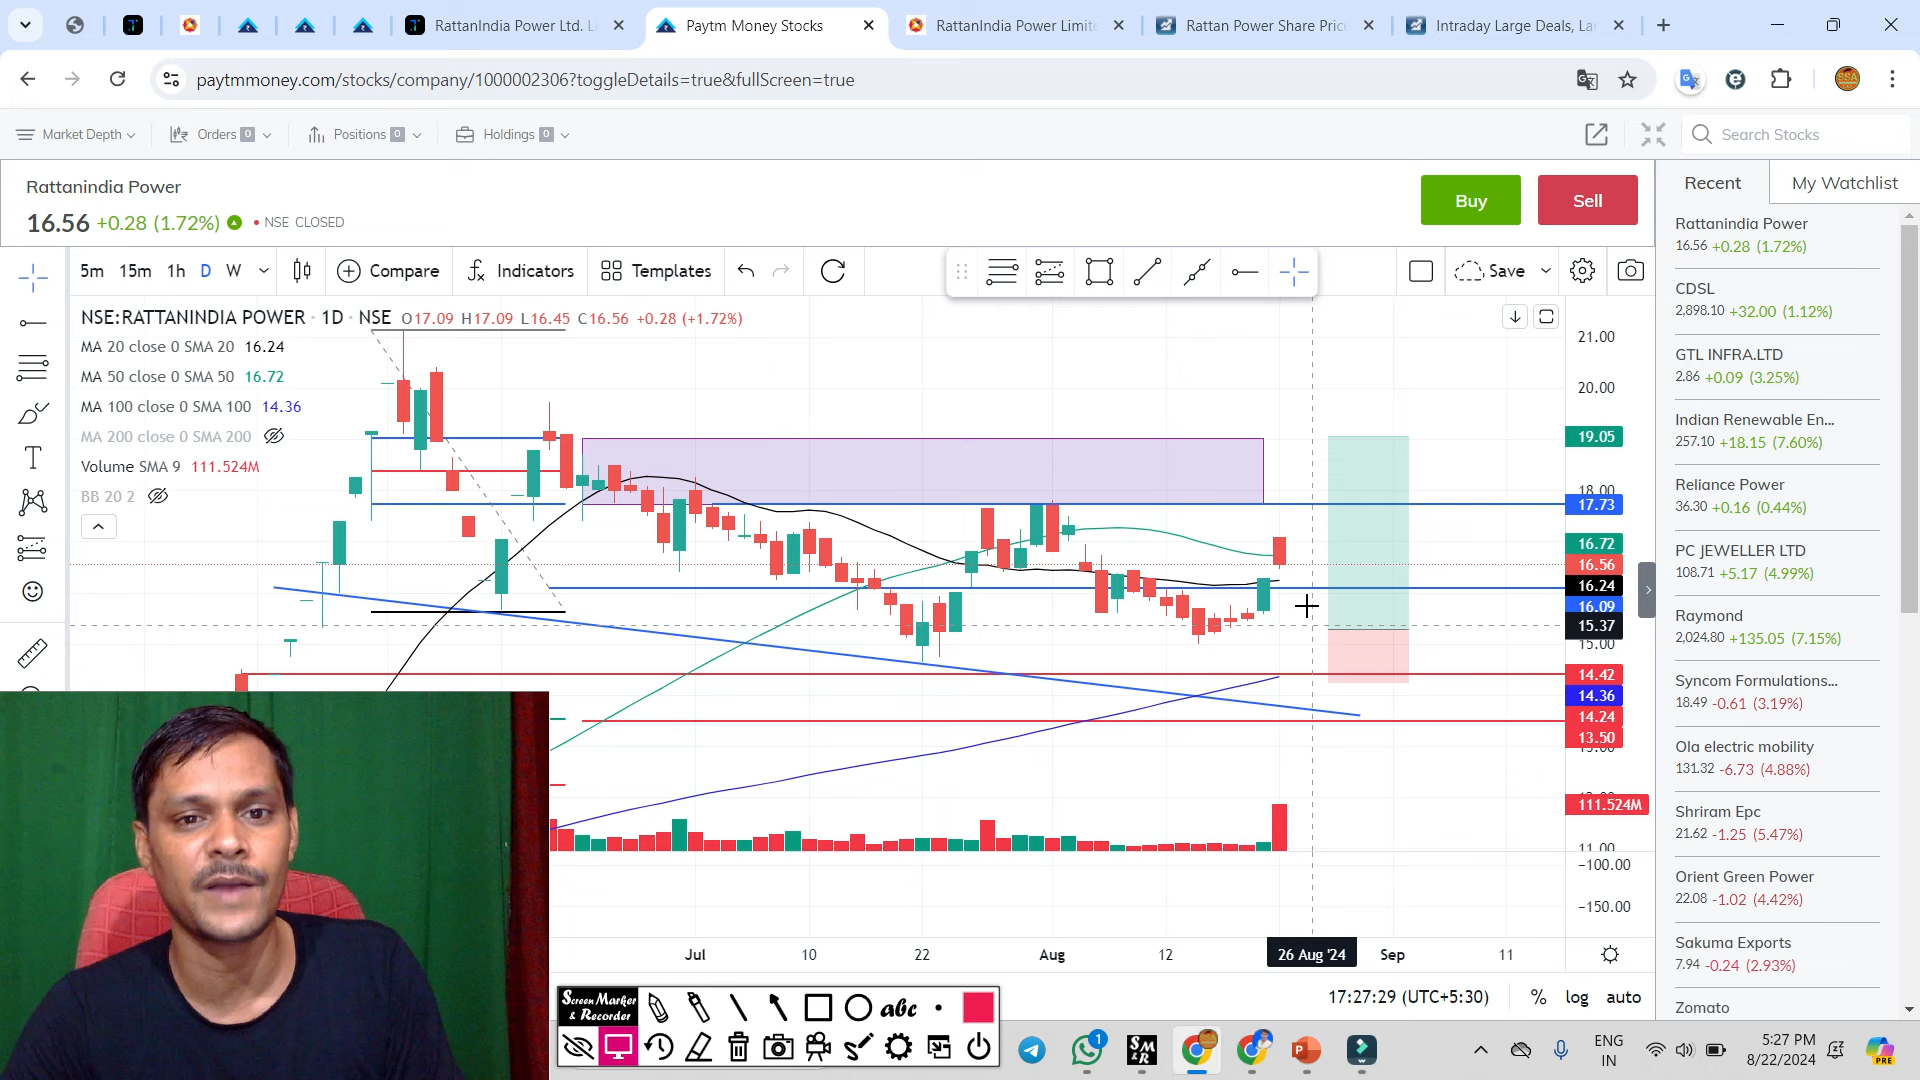 RattanIndia Power Ltd. L
Paytm Money Stocks
RattanIndia Power Limite
Rattan Power Share Price
Intraday Large Deals, La
paytmmoney.com/stocks/company/1000002306?toggleDetails=true&fullScreen=true
Market Depth
Orders 0
Positions 0
Holdings 0
Search Stocks
Rattanindia Power
16.56 +0.28 (1.72%) • NSE CLOSED
Buy
Sell
Recent
My Watchlist
5m 15m 1h D W
Compare
Indicators
Templates
Save
NSE:RATTANINDIA POWER · 1D · NSE O17.09 H17.09 L16.45 C16.56 +0.28 (+1.72%)
MA 20 close 0 SMA 20 16.24
MA 50 close 0 SMA 50 16.72
MA 100 close 0 SMA 100 14.36
MA 200 close 0 SMA 200
Volume SMA 9 111.524M
BB 20 2
21.00
20.00
19.05
18.00
17.73
16.72
16.56
16.24
16.09
15.37
15.00
14.42
14.36
14.24
13.50
111.524M
11.00
−100.00
−150.00
Jul 10 22 Aug 12 26 Aug '24 Sep 11
17:27:29 (UTC+5:30) % log auto
Rattanindia Power
16.56 +0.28 (1.72%)
CDSL
2,898.10 +32.00 (1.12%)
GTL INFRA.LTD
2.86 +0.09 (3.25%)
Indian Renewable En...
257.10 +18.15 (7.60%)
Reliance Power
36.30 +0.16 (0.44%)
PC JEWELLER LTD
108.71 +5.17 (4.99%)
Raymond
2,024.80 +135.05 (7.15%)
Syncom Formulations...
18.49 -0.61 (3.19%)
Ola electric mobility
131.32 -6.73 (4.88%)
Shriram Epc
21.62 -1.25 (5.47%)
Orient Green Power
22.08 -1.02 (4.42%)
Sakuma Exports
7.94 -0.24 (2.93%)
Zomato
Screen Marker
& Recorder
abc
1
SM
&R
ENG
IN
5:27 PM
8/22/2024
PRE